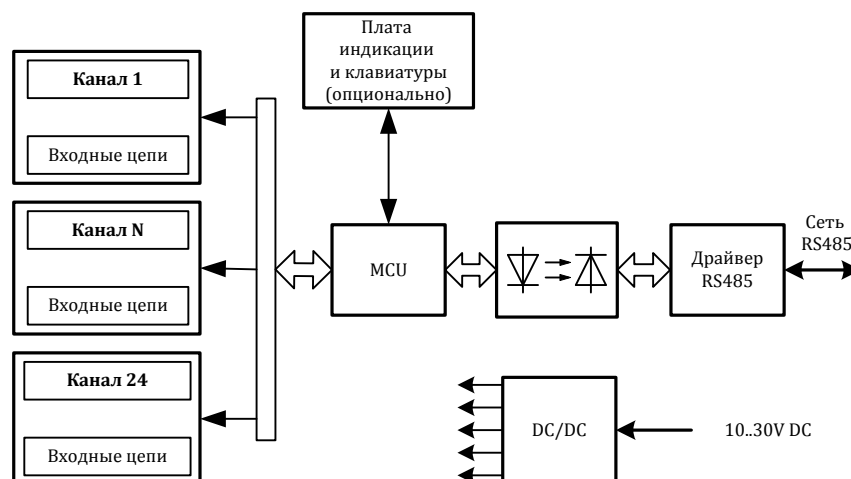 Канал 1
Входные цепи
Канал N
Входные цепи
Канал 24
Входные цепи
Плата
индикации
и клавиатуры
(опционально)
MCU
Драйвер
RS485
Сеть
RS485
DC/DC
10..30V DC